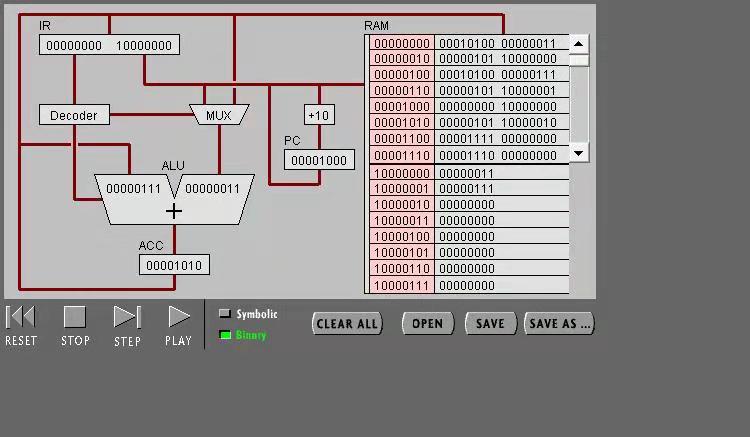 IR
00000000 10000000
Decoder
MUX
+10
PC
00001000
ALU
00000111 00000011
+
ACC
00001010
RAM
00000000 00010100 00000011
00000010 00000101 10000000
00000100 00010100 00000111
00000110 00000101 10000001
00001000 00000000 10000000
00001010 00000101 10000010
00001100 00001111 00000000
00001110 00001110 00000000
10000000 00000011
10000001 00000111
10000010 00000000
10000011 00000000
10000100 00000000
10000101 00000000
10000110 00000000
10000111 00000000
RESET
STOP
STEP
PLAY
Symbolic
Binary
CLEAR ALL
OPEN
SAVE
SAVE AS ...